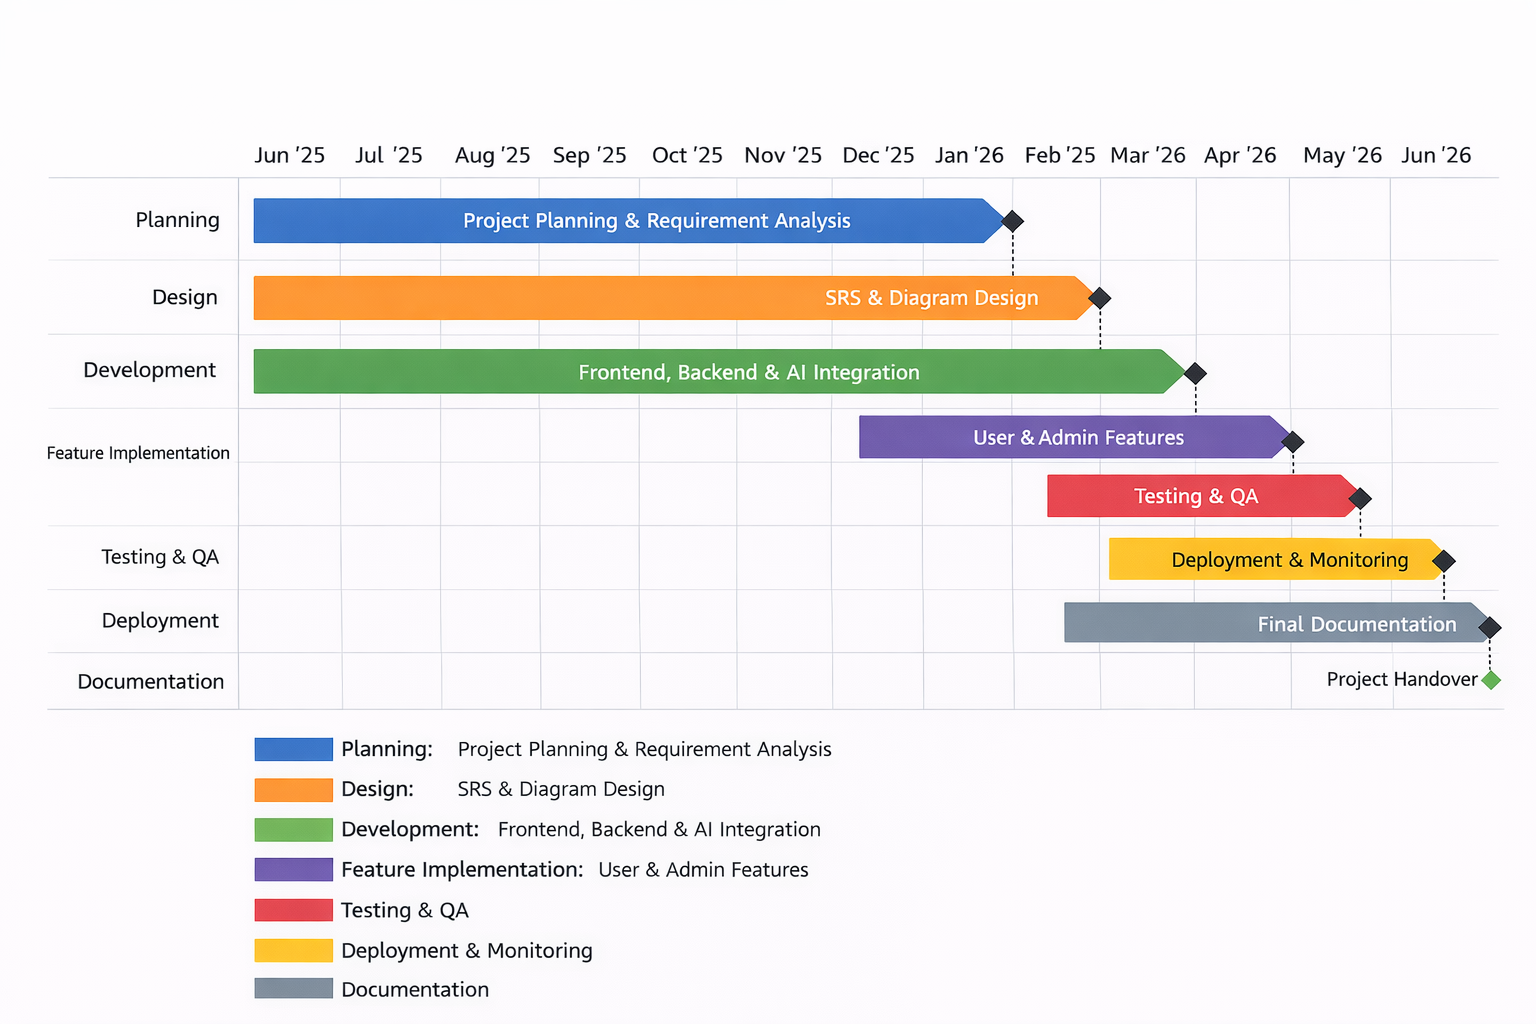 Jun ’25 Jul ’25 Aug ’25 Sep ’25 Oct ’25 Nov ’25 Dec ’25 Jan ’26 Feb ’25 Mar ’26 Apr ’26 May ’26 Jun ’26
Planning Project Planning & Requirement Analysis
Design SRS & Diagram Design
Development Frontend, Backend & AI Integration
User & Admin Features
Feature Implementation
Testing & QA
Testing & QA Deployment & Monitoring
Deployment Final Documentation
Documentation Project Handover
Planning: Project Planning & Requirement Analysis
Design: SRS & Diagram Design
Development: Frontend, Backend & AI Integration
Feature Implementation: User & Admin Features
Testing & QA
Deployment & Monitoring
Documentation